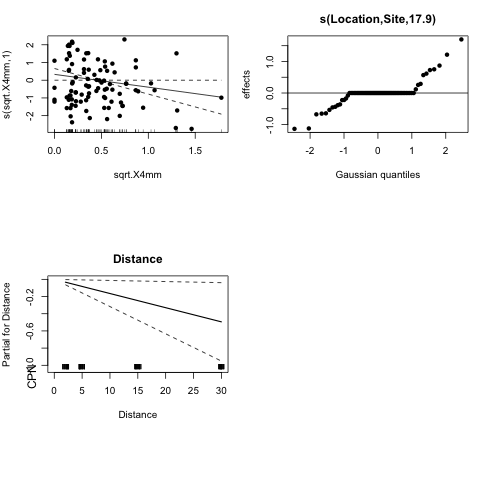 s(sqrt.X4mm,1)
2
1
0
-1
-2
0.0 0.5 1.0 1.5
sqrt.X4mm
s(Location,Site,17.9)
effects
1.0
0.0
-1.0
-2 -1 0 1 2
Gaussian quantiles
Distance
Partial for Distance
-0.2
-0.6
CPN
0 5 10 15 20 25 30
Distance